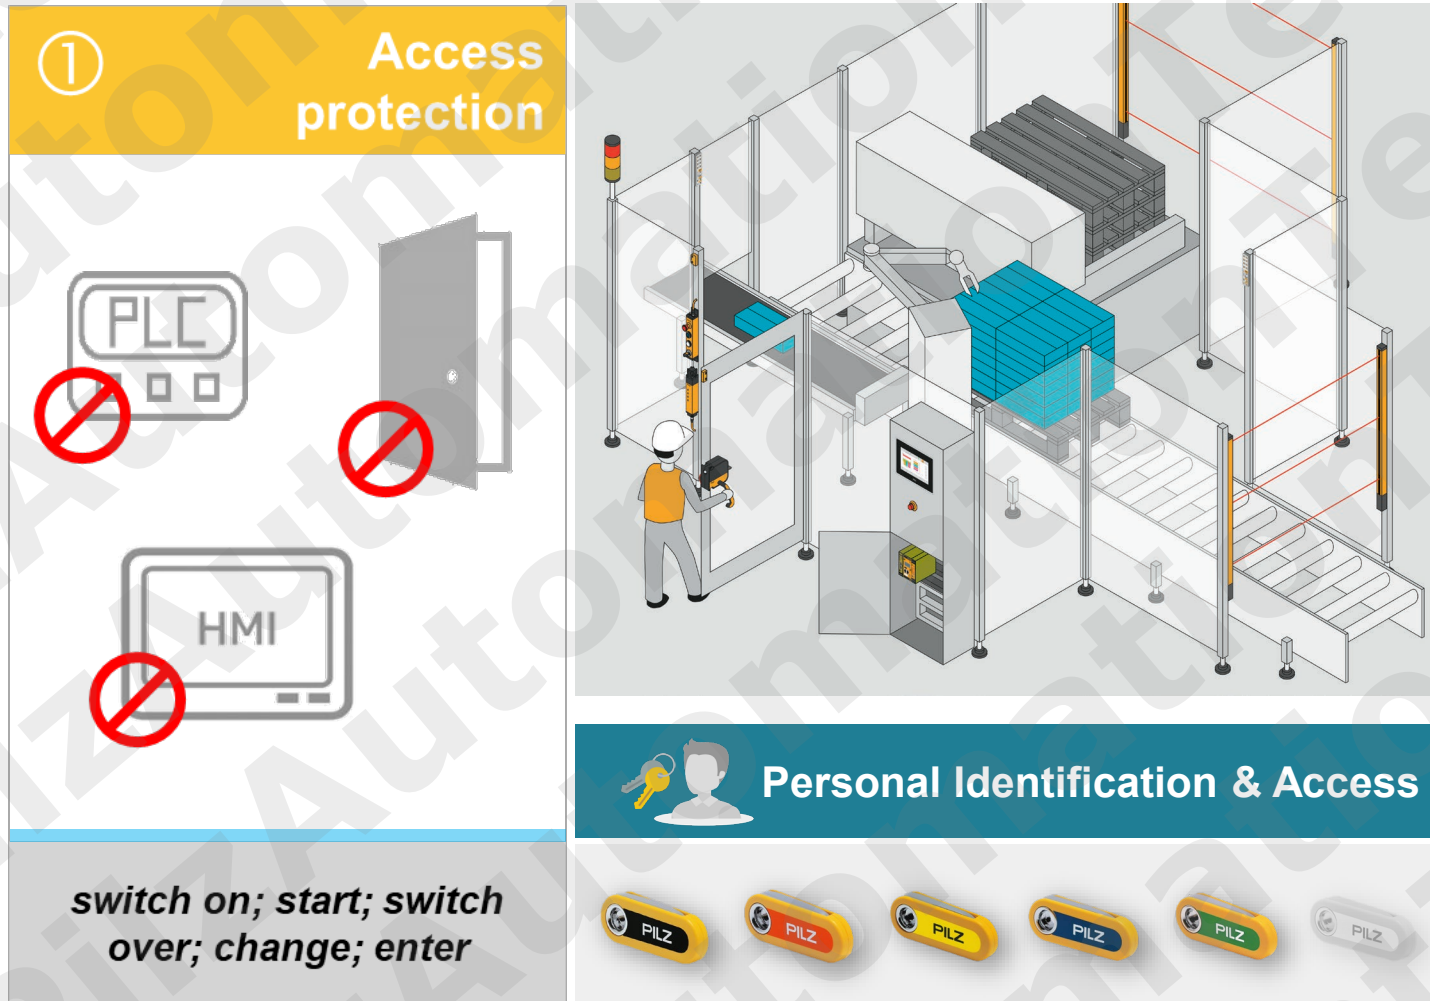 ①
Access
protection
PLC
HMI
switch on; start; switch
over; change; enter
Personal Identification & Access
PILZ
PILZ
PILZ
PILZ
PILZ
PILZ